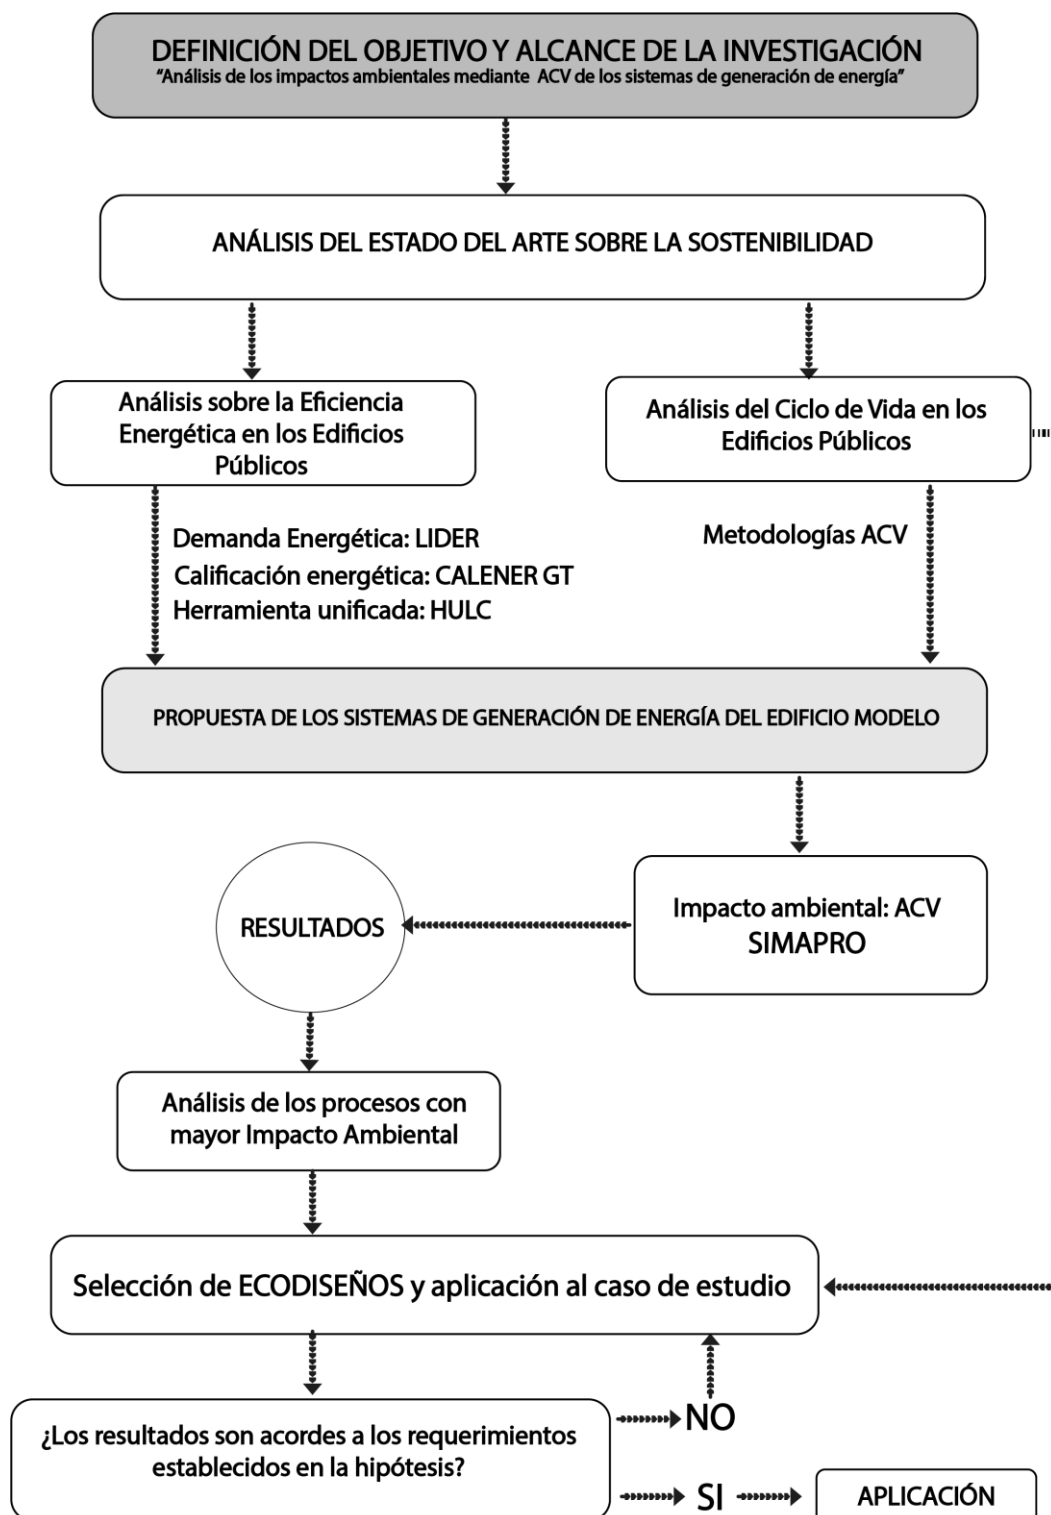 DEFINICIÓN DEL OBJETIVO Y ALCANCE DE LA INVESTIGACIÓN
“Análisis de los impactos ambientales mediante ACV de los sistemas de generación de energía”
ANÁLISIS DEL ESTADO DEL ARTE SOBRE LA SOSTENIBILIDAD
Análisis sobre la Eficiencia
Energética en los Edificios
Públicos
Análisis del Ciclo de Vida en los
Edificios Públicos
Demanda Energética: LIDER
Calificación energética: CALENER GT
Herramienta unificada: HULC
Metodologías ACV
PROPUESTA DE LOS SISTEMAS DE GENERACIÓN DE ENERGÍA DEL EDIFICIO MODELO
Impacto ambiental: ACV
SIMAPRO
RESULTADOS
Análisis de los procesos con
mayor Impacto Ambiental
Selección de ECODISEÑOS y aplicación al caso de estudio
¿Los resultados son acordes a los requerimientos
establecidos en la hipótesis?
NO
SI
APLICACIÓN